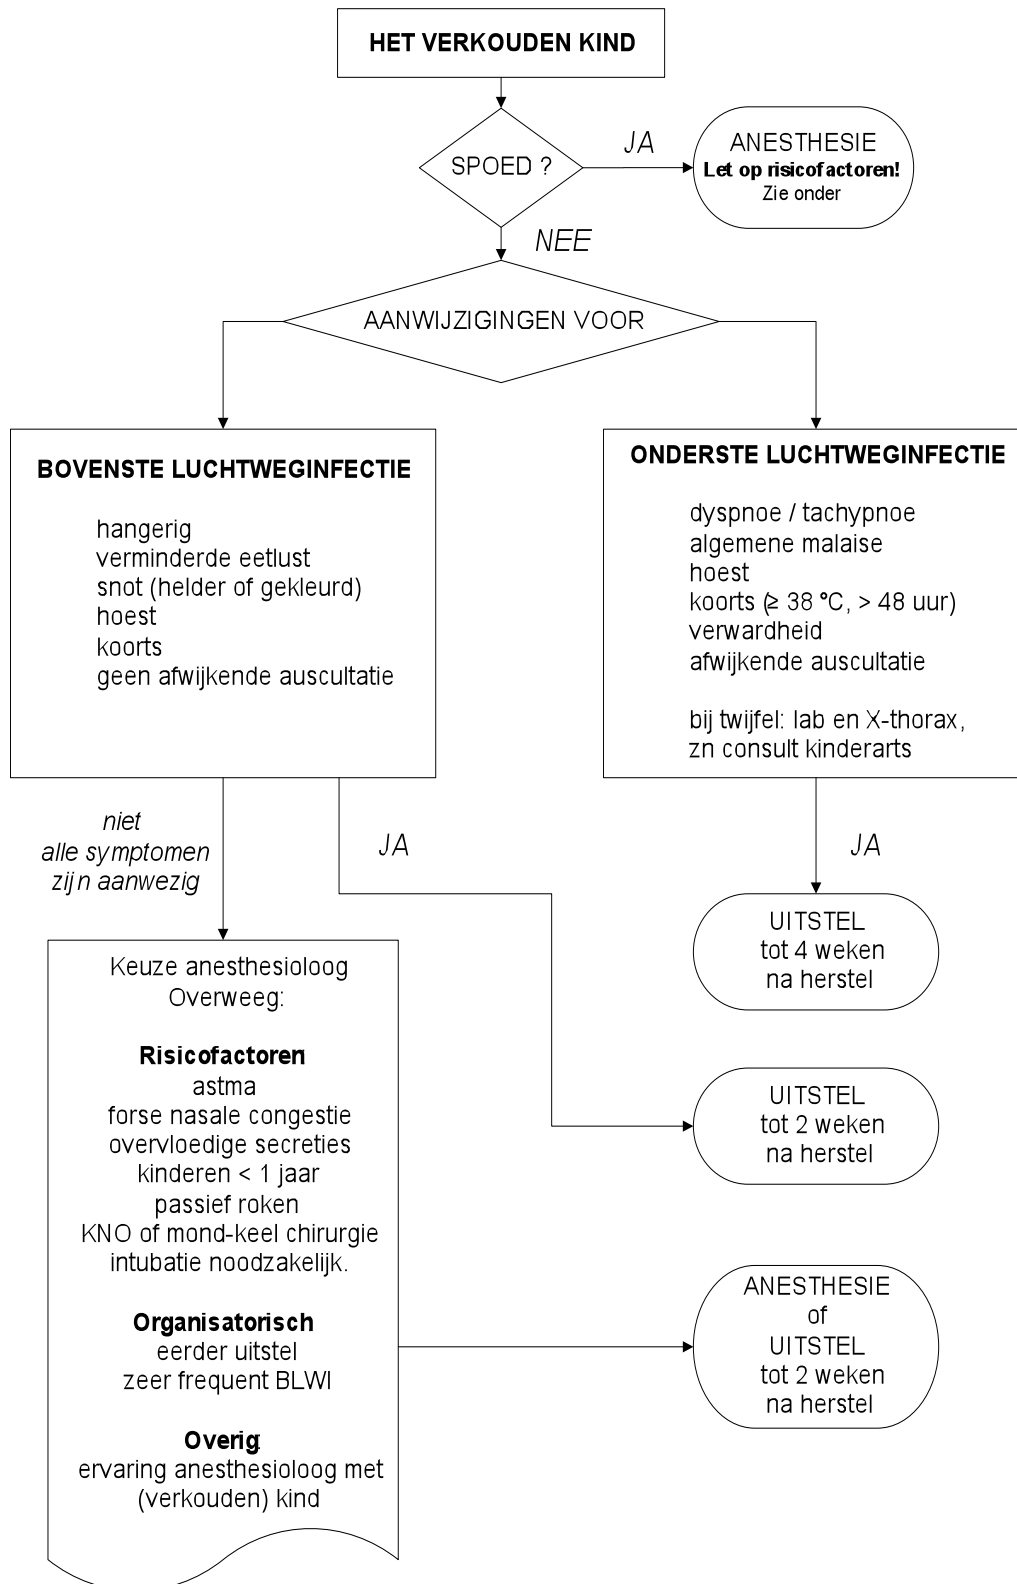 HET VERKOUDEN KIND
SPOED ?
JA
ANESTHESIE
Let op risicofactoren!
Zie onder
NEE
AANWIJZIGINGEN VOOR
BOVENSTE LUCHTWEGINFECTIE
hangerig
verminderde eetlust
snot (helder of gekleurd)
hoest
koorts
geen afwijkende auscultatie
ONDERSTE LUCHTWEGINFECTIE
dyspnoe / tachypnoe
algemene malaise
hoest
koorts (≥ 38 °C, > 48 uur)
verwardheid
afwijkende auscultatie
bij twijfel: lab en X-thorax,
zn consult kinderarts
niet
alle symptomen
zijn aanwezig
JA
JA
UITSTEL
tot 4 weken
na herstel
UITSTEL
tot 2 weken
na herstel
Keuze anesthesioloog
Overweeg:
Risicofactoren:
astma
forse nasale congestie
overvloedige secreties
kinderen < 1 jaar
passief roken
KNO of mond-keel chirurgie
intubatie noodzakelijk.
Organisatorisch
eerder uitstel
zeer frequent BLWI
Overig:
ervaring anesthesioloog met
(verkouden) kind
ANESTHESIE
of
UITSTEL
tot 2 weken
na herstel